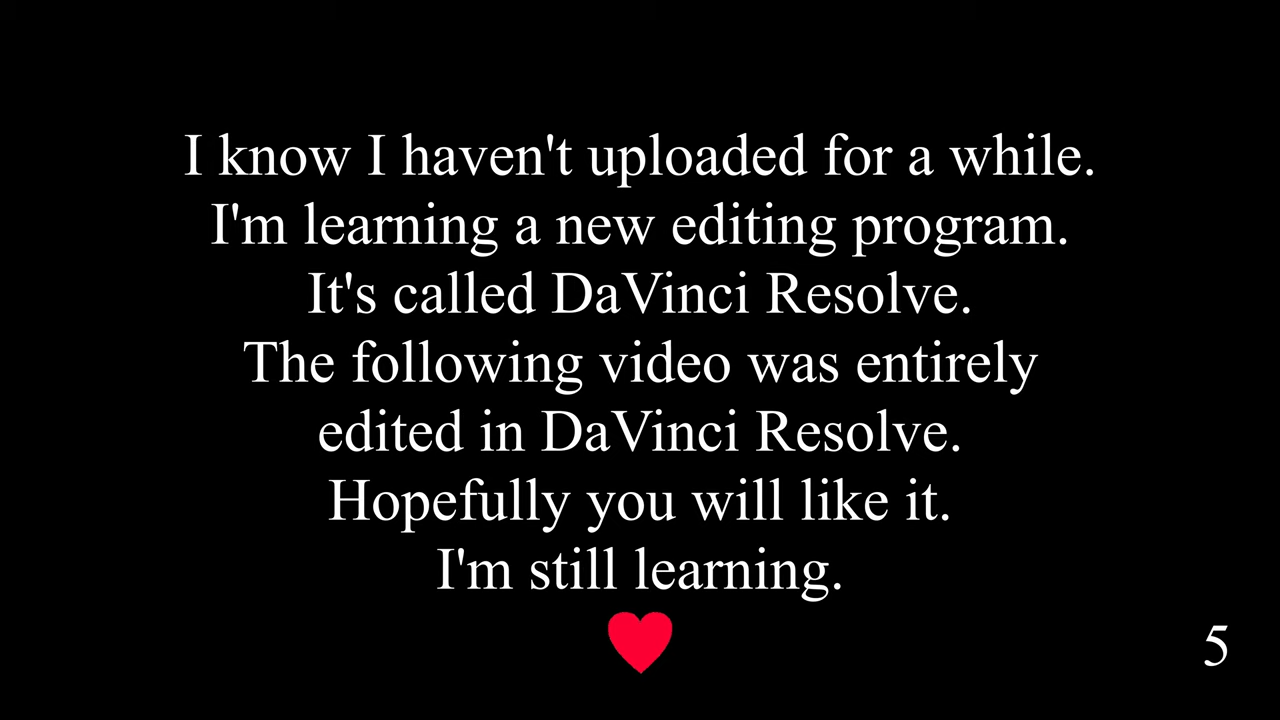 I know I haven't uploaded for a while.
I'm learning a new editing program.
It's called DaVinci Resolve.
The following video was entirely
edited in DaVinci Resolve.
Hopefully you will like it.
I'm still learning.
5